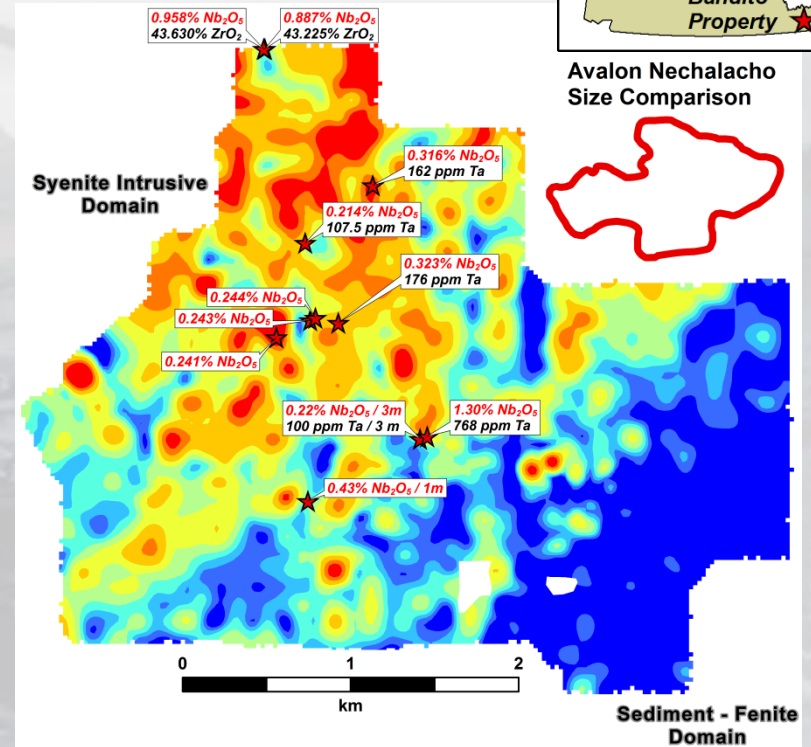 Bandito
Property
0.958% Nb₂O₅
43.630% ZrO₂
0.887% Nb₂O₅
43.225% ZrO₂
Avalon Nechalacho
Size Comparison
0.316% Nb₂O₅
162 ppm Ta
Syenite Intrusive
Domain
0.214% Nb₂O₅
107.5 ppm Ta
0.323% Nb₂O₅
176 ppm Ta
0.244% Nb₂O₅
0.243% Nb₂O₅
0.241% Nb₂O₅
0.22% Nb₂O₅ / 3m
100 ppm Ta / 3 m
1.30% Nb₂O₅
768 ppm Ta
0.43% Nb₂O₅ / 1m
0 1 2
km
Sediment - Fenite
Domain